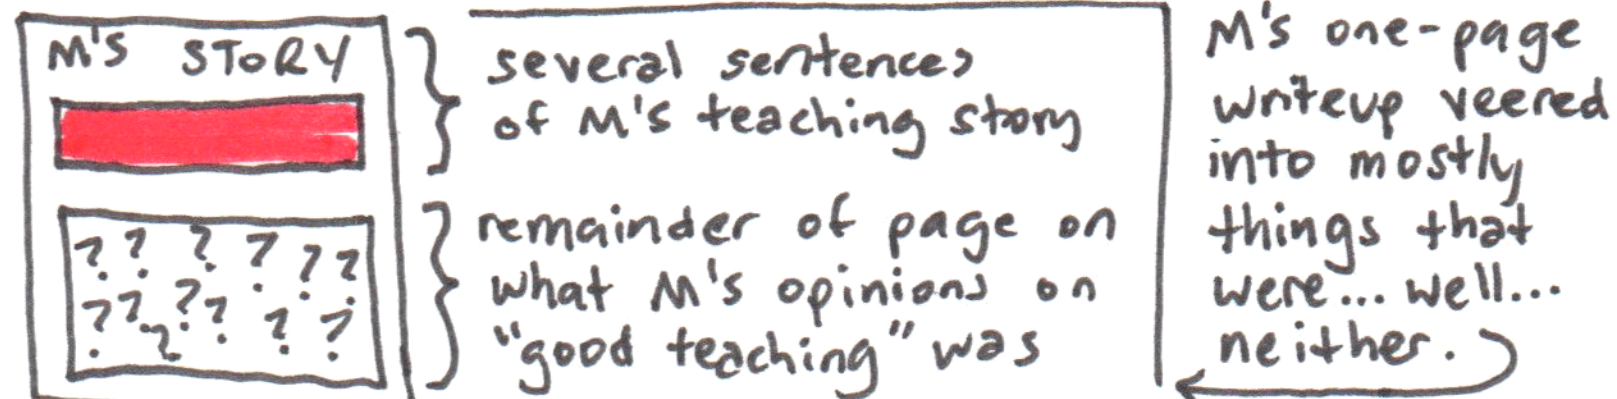 M'S STORY
? ? ? ? ? ?
? ? ? ? ? ? ?
several sentences
of M's teaching story
remainder of page on
what M's opinions on
"good teaching" was
M's one-page
writeup veered
into mostly
things that
were... well...
neither.